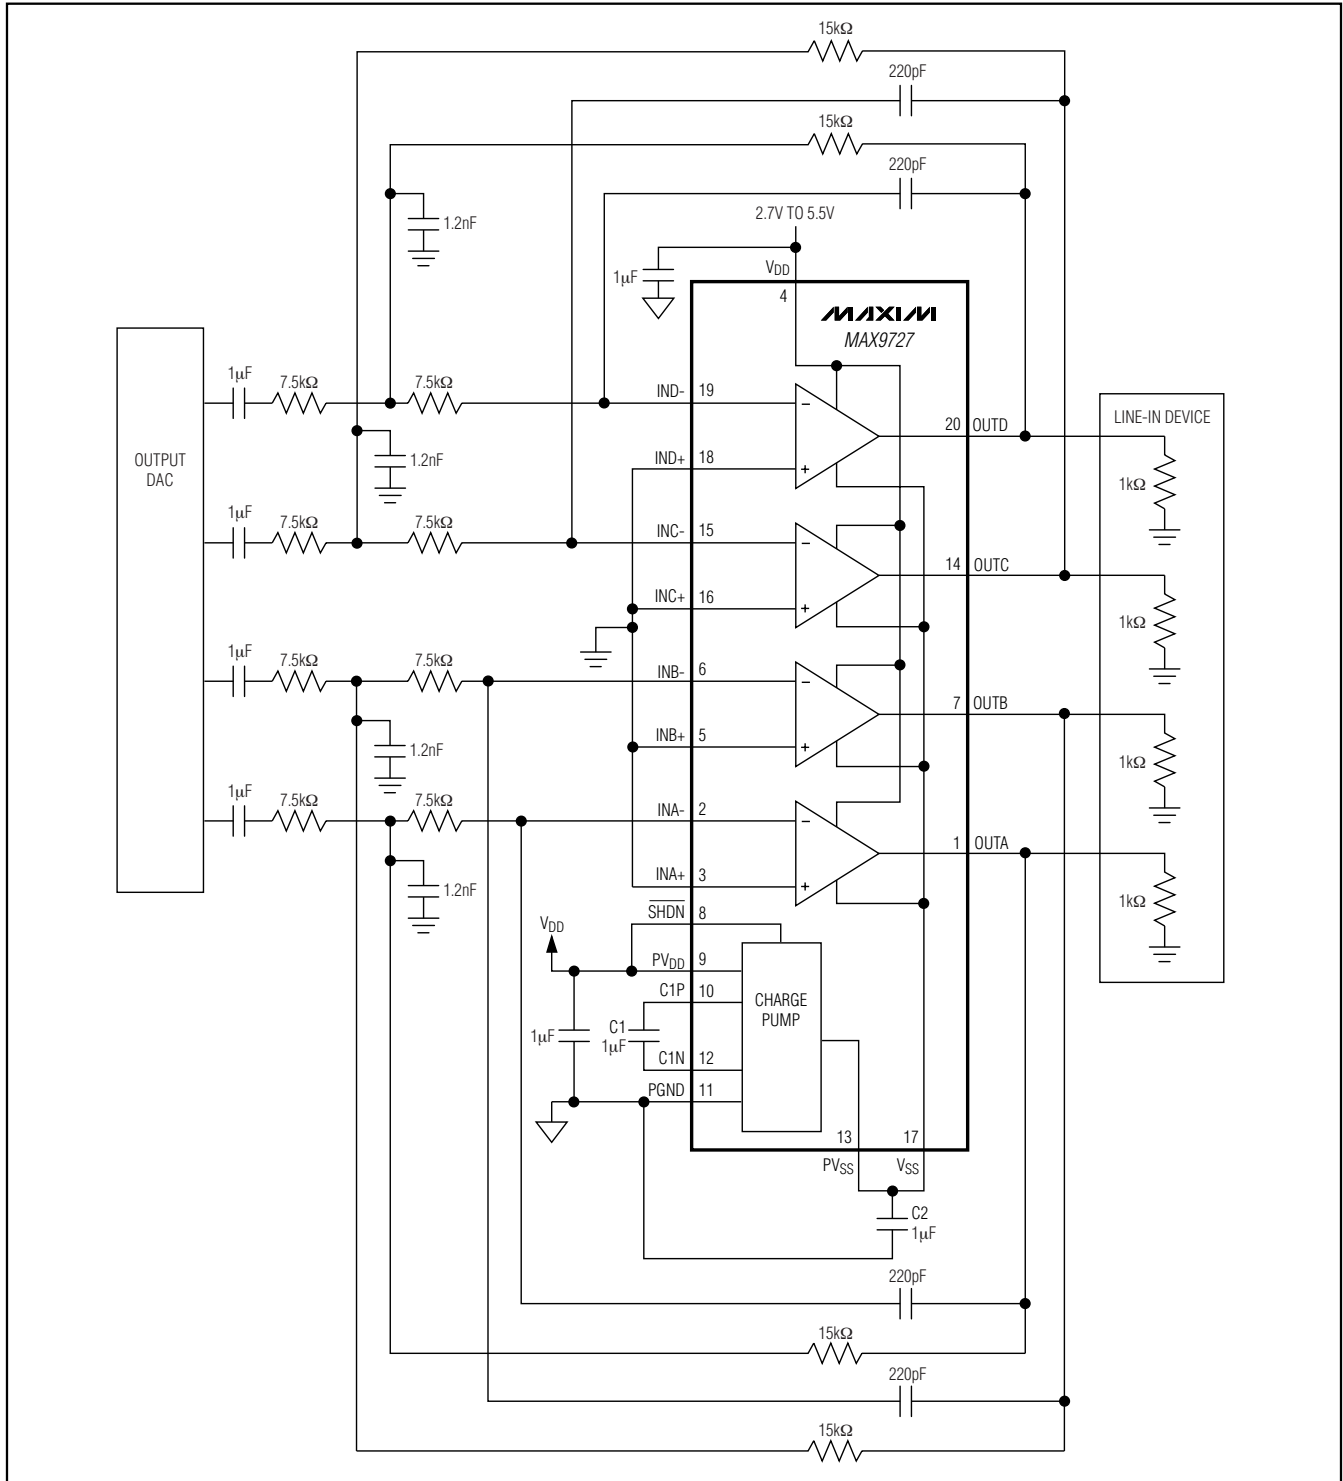 15kΩ
220pF
15kΩ
220pF
1.2nF
2.7V TO 5.5V
1μF
VDD
4
MAXIM
MAX9727
OUTPUT
DAC
1μF
7.5kΩ
7.5kΩ
IND-
19
20
OUTD
LINE-IN DEVICE
1kΩ
1.2nF
IND+
18
1μF
7.5kΩ
7.5kΩ
INC-
15
14
OUTC
1kΩ
INC+
16
1μF
7.5kΩ
7.5kΩ
INB-
6
7
OUTB
1kΩ
1.2nF
INB+
5
1μF
7.5kΩ
7.5kΩ
INA-
2
1
OUTA
1kΩ
1.2nF
INA+
3
SHDN
8
VDD
PVDD
9
C1P
10
CHARGE
PUMP
1μF
C1
1μF
C1N
12
PGND
11
13
17
PVSS
VSS
C2
1μF
220pF
15kΩ
220pF
15kΩ
−
+
−
+
−
+
−
+